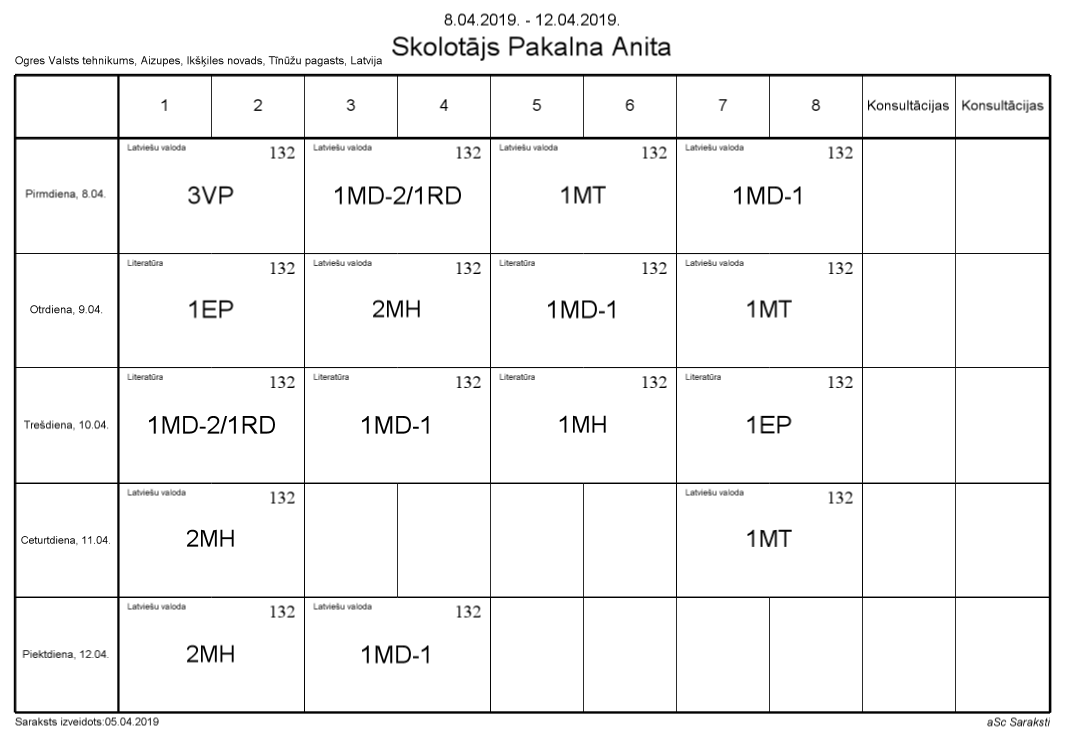 8.04.2019. - 12.04.2019.
Skolotājs Pakalna Anita
Ogres Valsts tehnikums, Aizupes, Ikšķiles novads, Tīnūžu pagasts, Latvija
1 2 3 4 5 6 7 8 Konsultācijas Konsultācijas
Latviešu valoda 132 Latviešu valoda 132 Latviešu valoda 132 Latviešu valoda 132
Pirmdiena, 8.04. 3VP 1MD-2/1RD 1MT 1MD-1
Literatūra 132 Latviešu valoda 132 Literatūra 132 Latviešu valoda 132
Otrdiena, 9.04. 1EP 2MH 1MD-1 1MT
Literatūra 132 Literatūra 132 Literatūra 132 Literatūra 132
Trešdiena, 10.04. 1MD-2/1RD 1MD-1 1MH 1EP
Latviešu valoda 132 Latviešu valoda 132
Ceturtdiena, 11.04. 2MH 1MT
Latviešu valoda 132 Latviešu valoda 132
Piektdiena, 12.04. 2MH 1MD-1
Saraksts izveidots:05.04.2019 aSc Saraksti